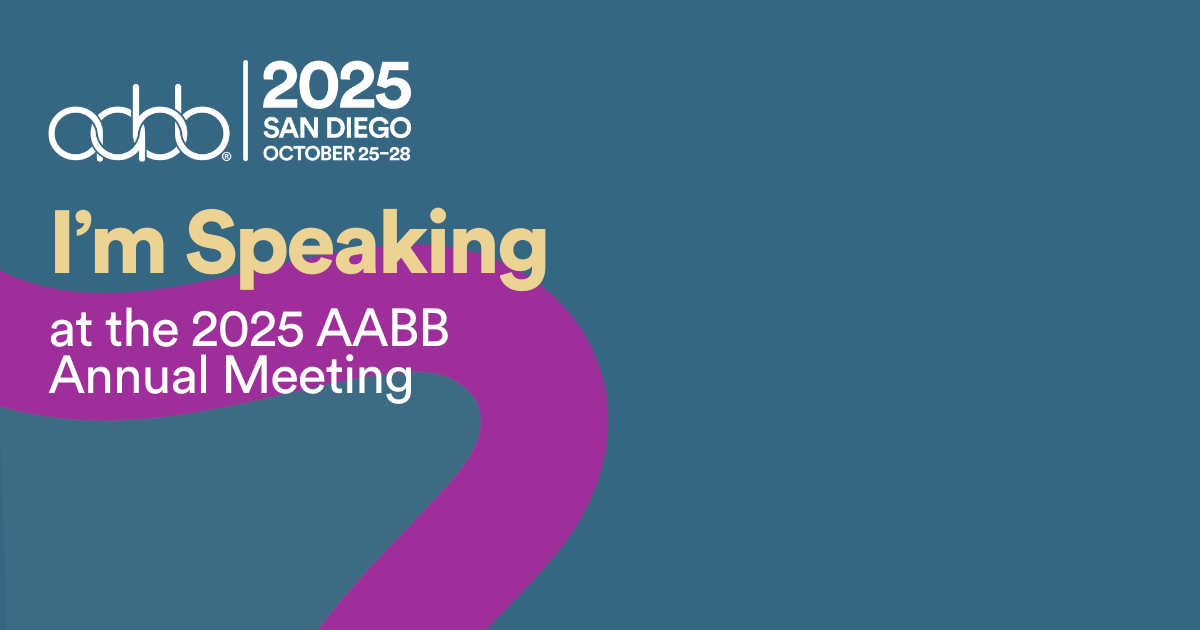 aabb®
2025
SAN DIEGO
OCTOBER 25–28
I’m Speaking
at the 2025 AABB
Annual Meeting